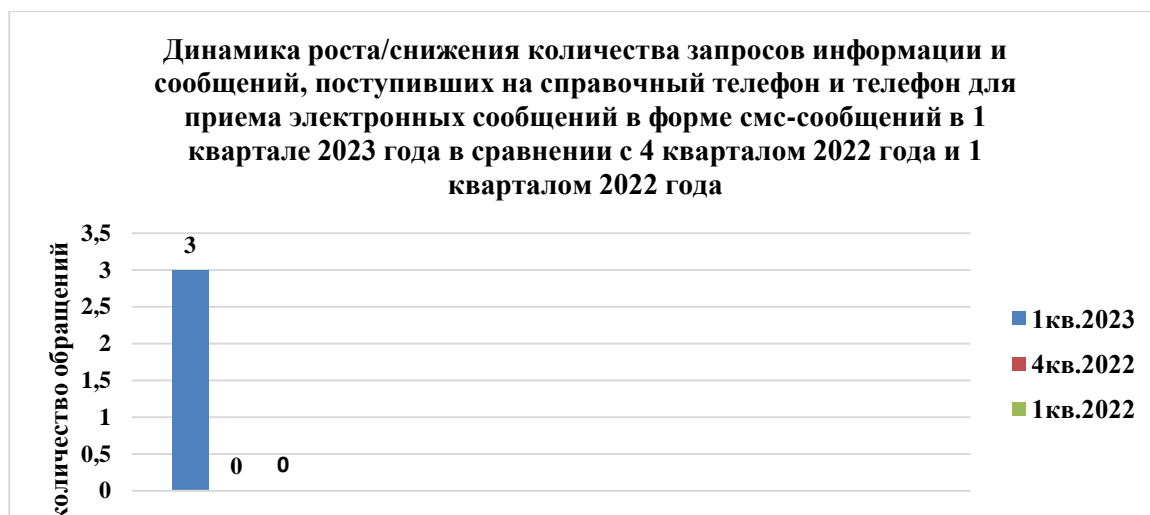 Динамика роста/снижения количества запросов информации и
сообщений, поступивших на справочный телефон и телефон для
приема электронных сообщений в форме смс-сообщений в 1
квартале 2023 года в сравнении с 4 кварталом 2022 года и 1
кварталом 2022 года
количество обращений
3,5
3
2,5
2
1,5
1
0,5
0
3
0
0
1кв.2023
4кв.2022
1кв.2022